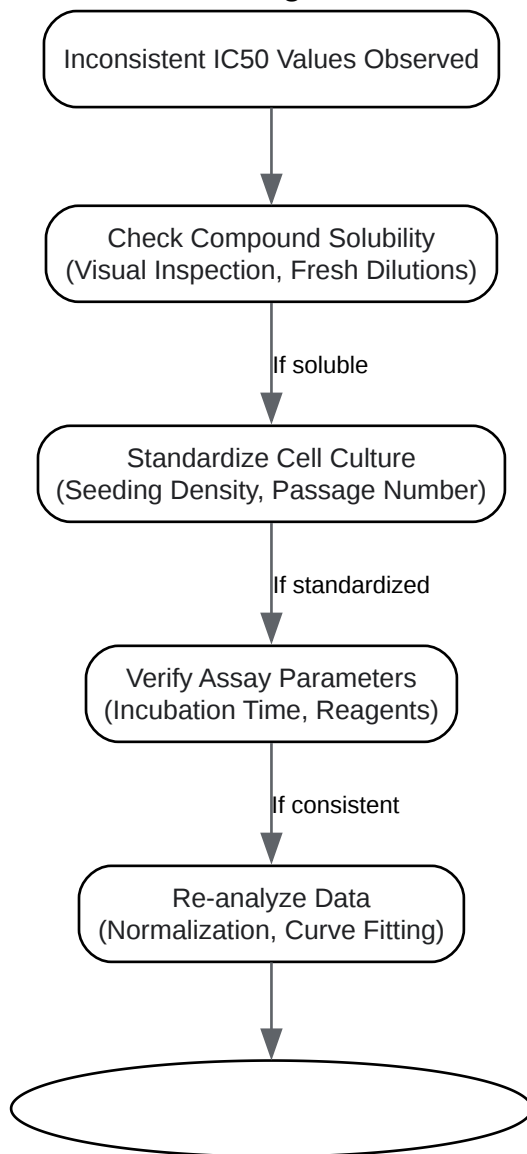 Inconsistent IC50 Values Observed
Check Compound Solubility
(Visual Inspection, Fresh Dilutions)
If soluble
Standardize Cell Culture
(Seeding Density, Passage Number)
If standardized
Verify Assay Parameters
(Incubation Time, Reagents)
If consistent
Re-analyze Data
(Normalization, Curve Fitting)